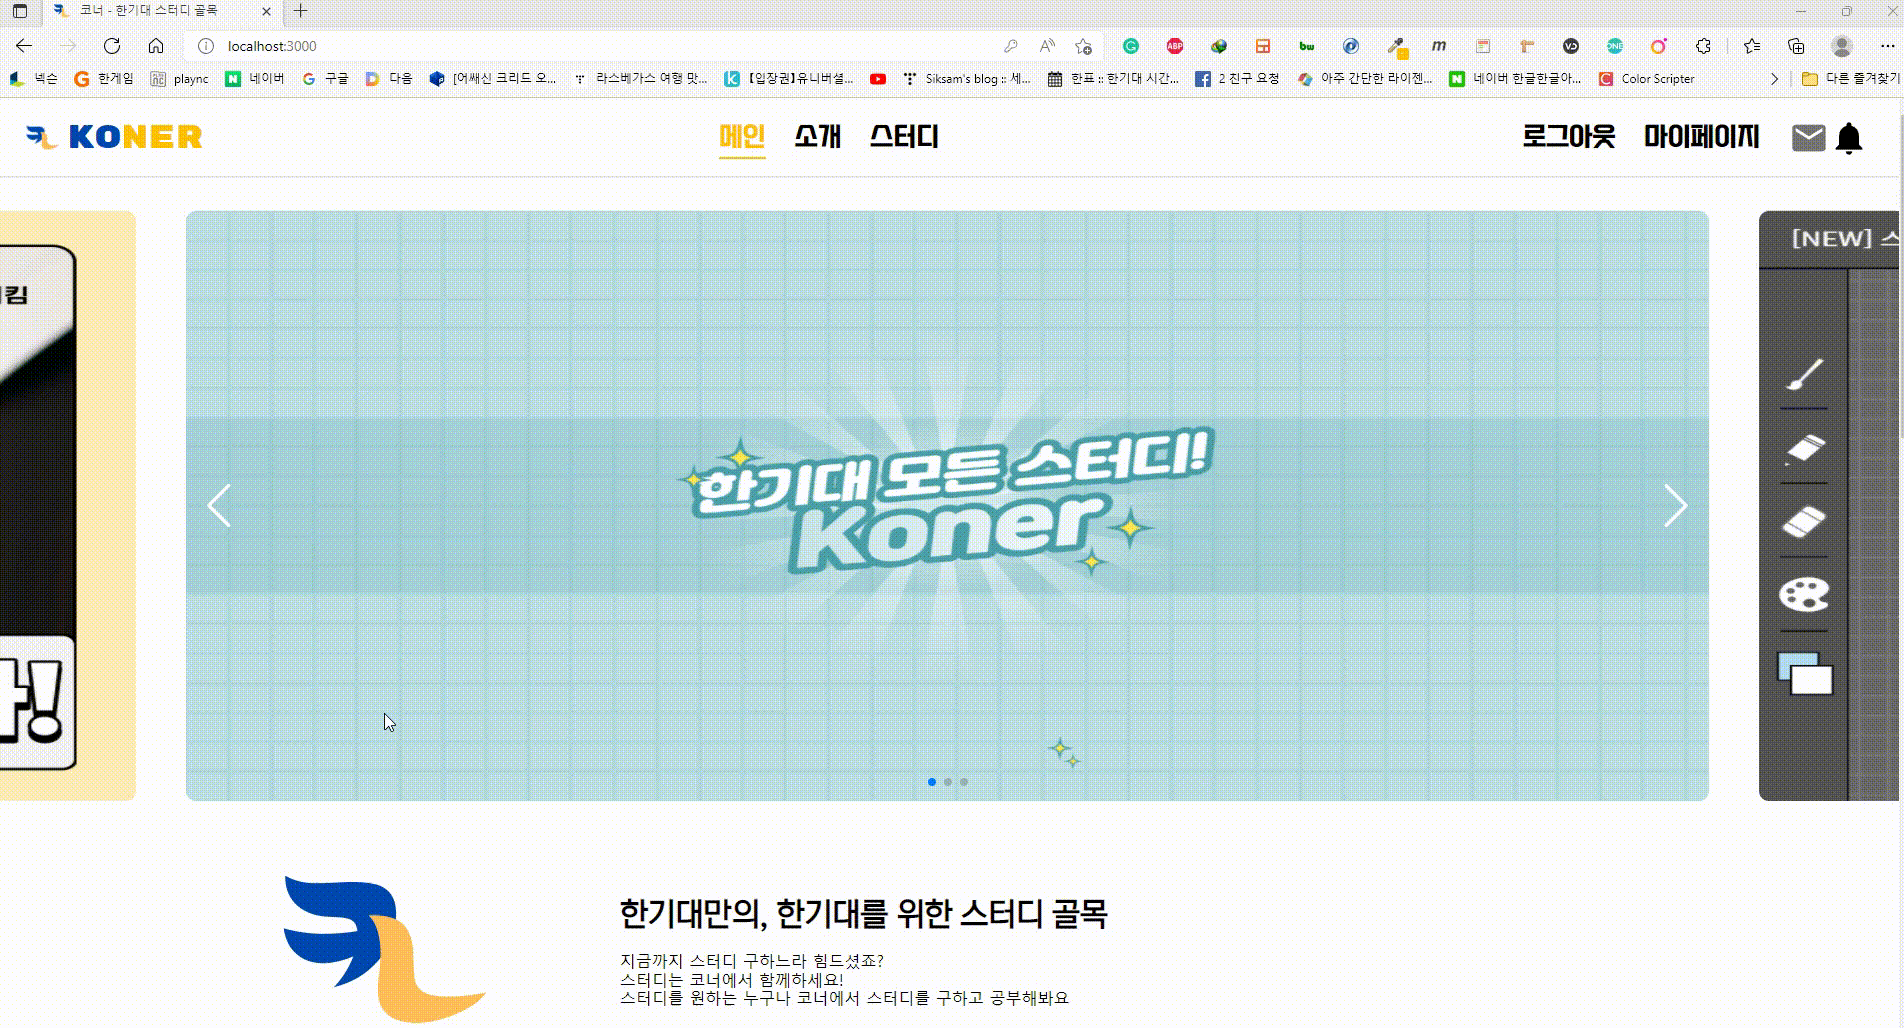 코너 - 한기대 스터디 골목
localhost:3000
넥슨 한게임 plaync 네이버 구글 다음 [어쌔신 크리드 오... 라스베가스 여행 맛... 【입장권】유니버셜... Siksam's blog :: 세... 한표 :: 한기대 시간... 2 친구 요청 아주 간단한 라이젠... 네이버 한글한글아... Color Scripter 다른 즐겨찾기
KONER 메인 소개 스터디 로그아웃 마이페이지
[NEW] 스
킴
한기대 모든 스터디!
Koner
한기대만의, 한기대를 위한 스터디 골목
지금까지 스터디 구하느라 힘드셨죠?
스터디는 코너에서 함께하세요!
스터디를 원하는 누구나 코너에서 스터디를 구하고 공부해봐요